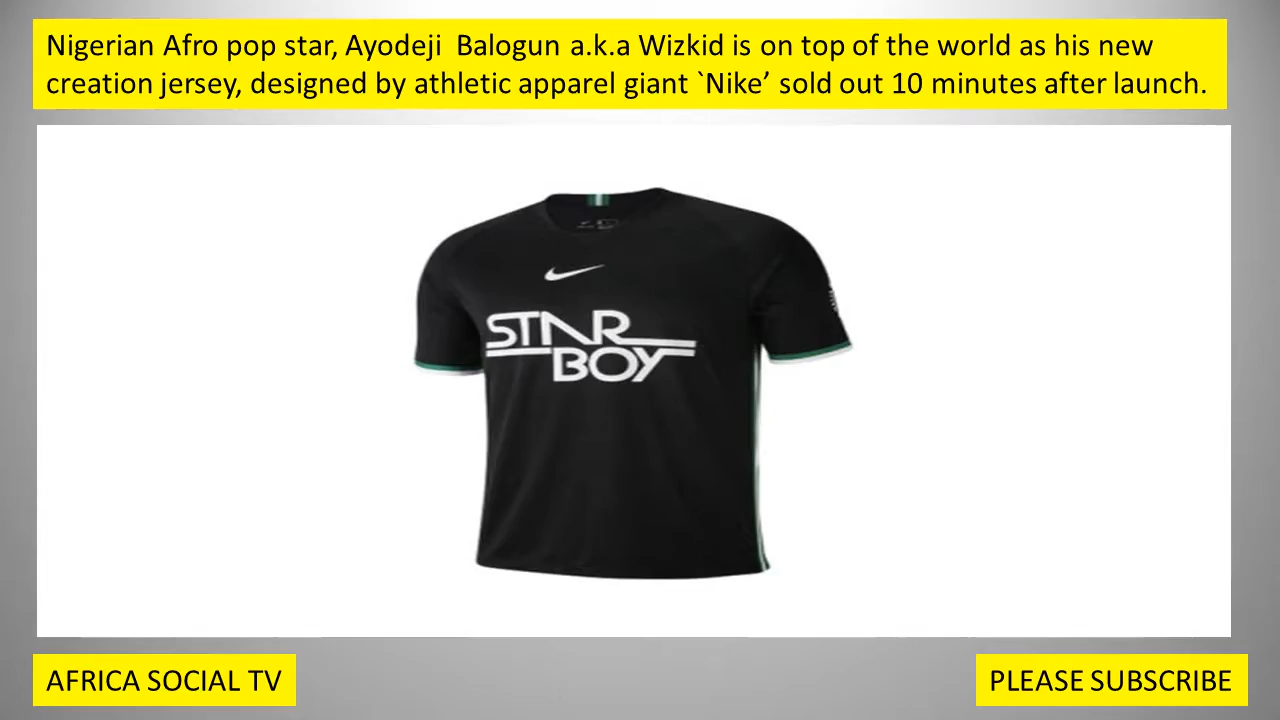 Nigerian Afro pop star, Ayodeji  Balogun a.k.a Wizkid is on top of the world as his new
creation jersey, designed by athletic apparel giant `Nike’ sold out 10 minutes after launch.
STAR
BOY
AFRICA SOCIAL TV
PLEASE SUBSCRIBE